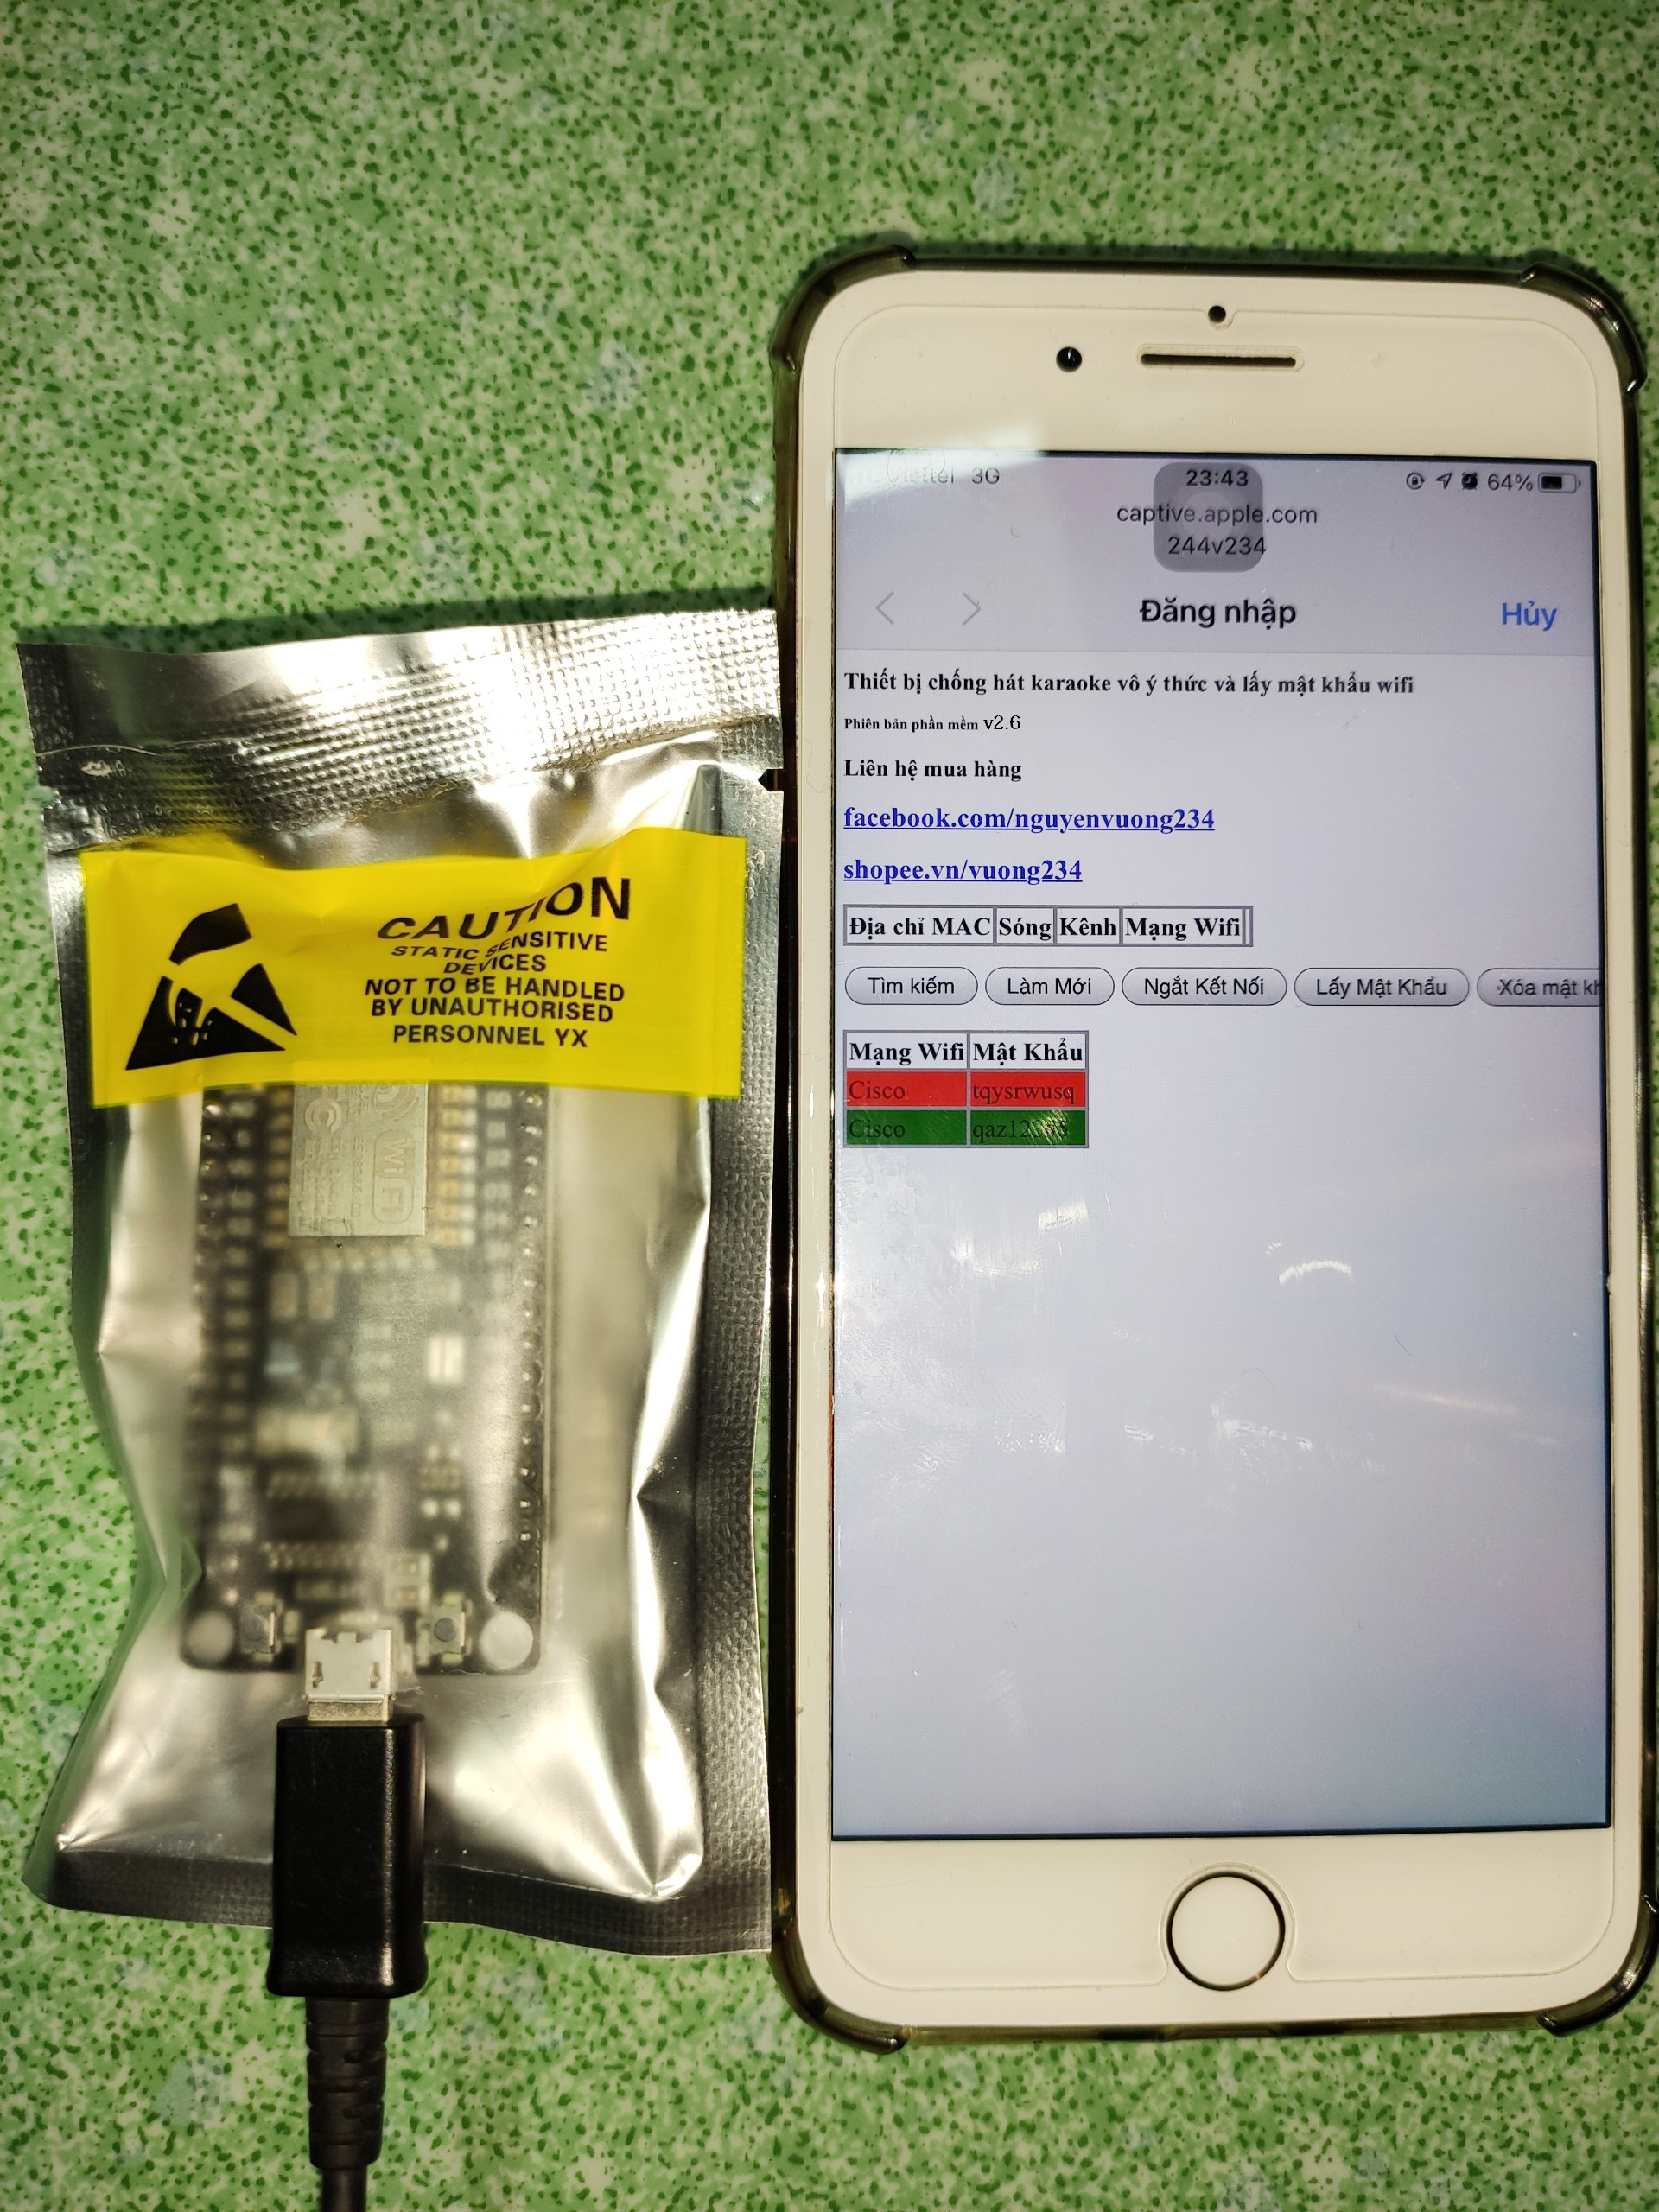 CAUTION
STATIC SENSITIVE
DEVICES
NOT TO BE HANDLED
BY UNAUTHORISED
PERSONNEL YX
WiFi
viettel 3G
23:43
64%
captive.apple.com
244v234
Đăng nhập
Hủy
Thiết bị chống hát karaoke vô ý thức và lấy mật khẩu wifi
Phiên bản phần mềm v2.6
Liên hệ mua hàng
facebook.com/nguyenvuong234
shopee.vn/vuong234
Địa chỉ MAC Sóng Kênh Mạng Wifi
Tìm kiếm Làm Mới Ngắt Kết Nối Lấy Mật Khẩu Xóa mật kh
Mạng Wifi Mật Khẩu
Cisco tqysrwusq
Cisco